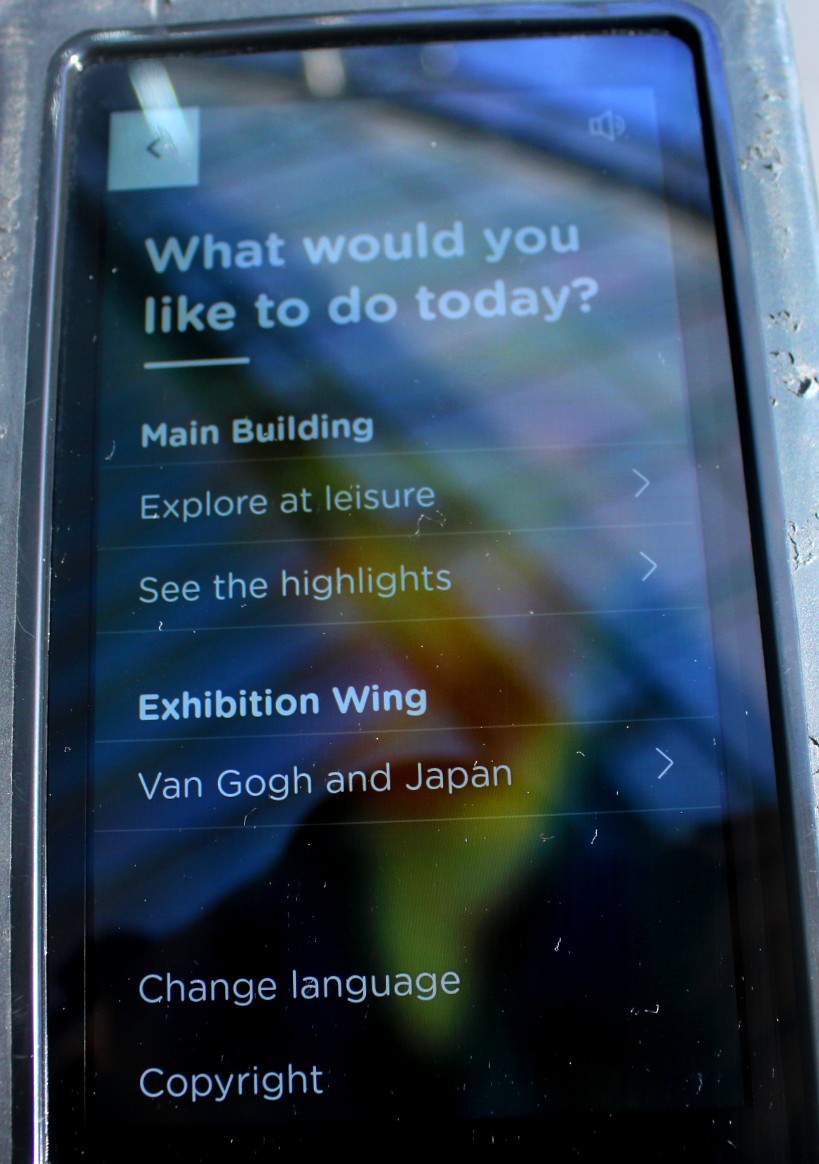 What would you
like to do today?
Main Building
Explore at leisure
See the highlights
Exhibition Wing
Van Gogh and Japan
Change language
Copyright